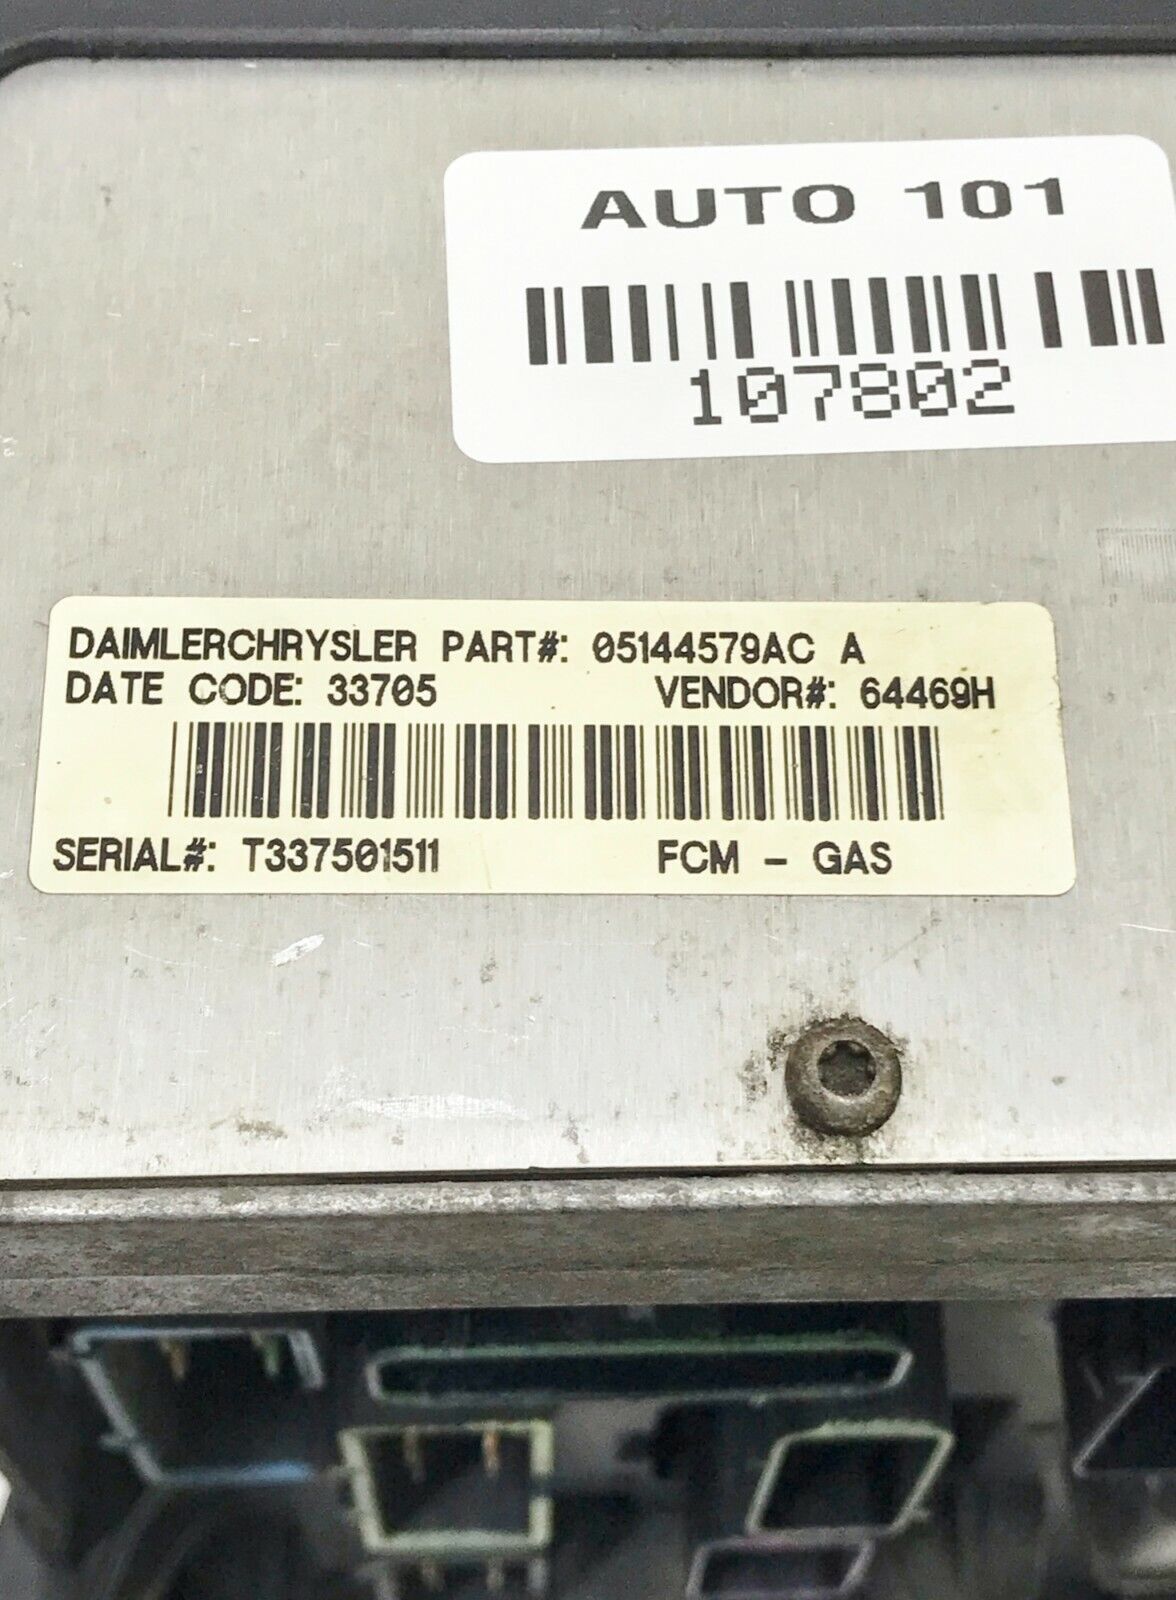 AUTO 101
107802
DAIMLERCHRYSLER PART#: 05144579AC A
DATE CODE: 33705 VENDOR#: 64469H
SERIAL#: T337501511 FCM - GAS